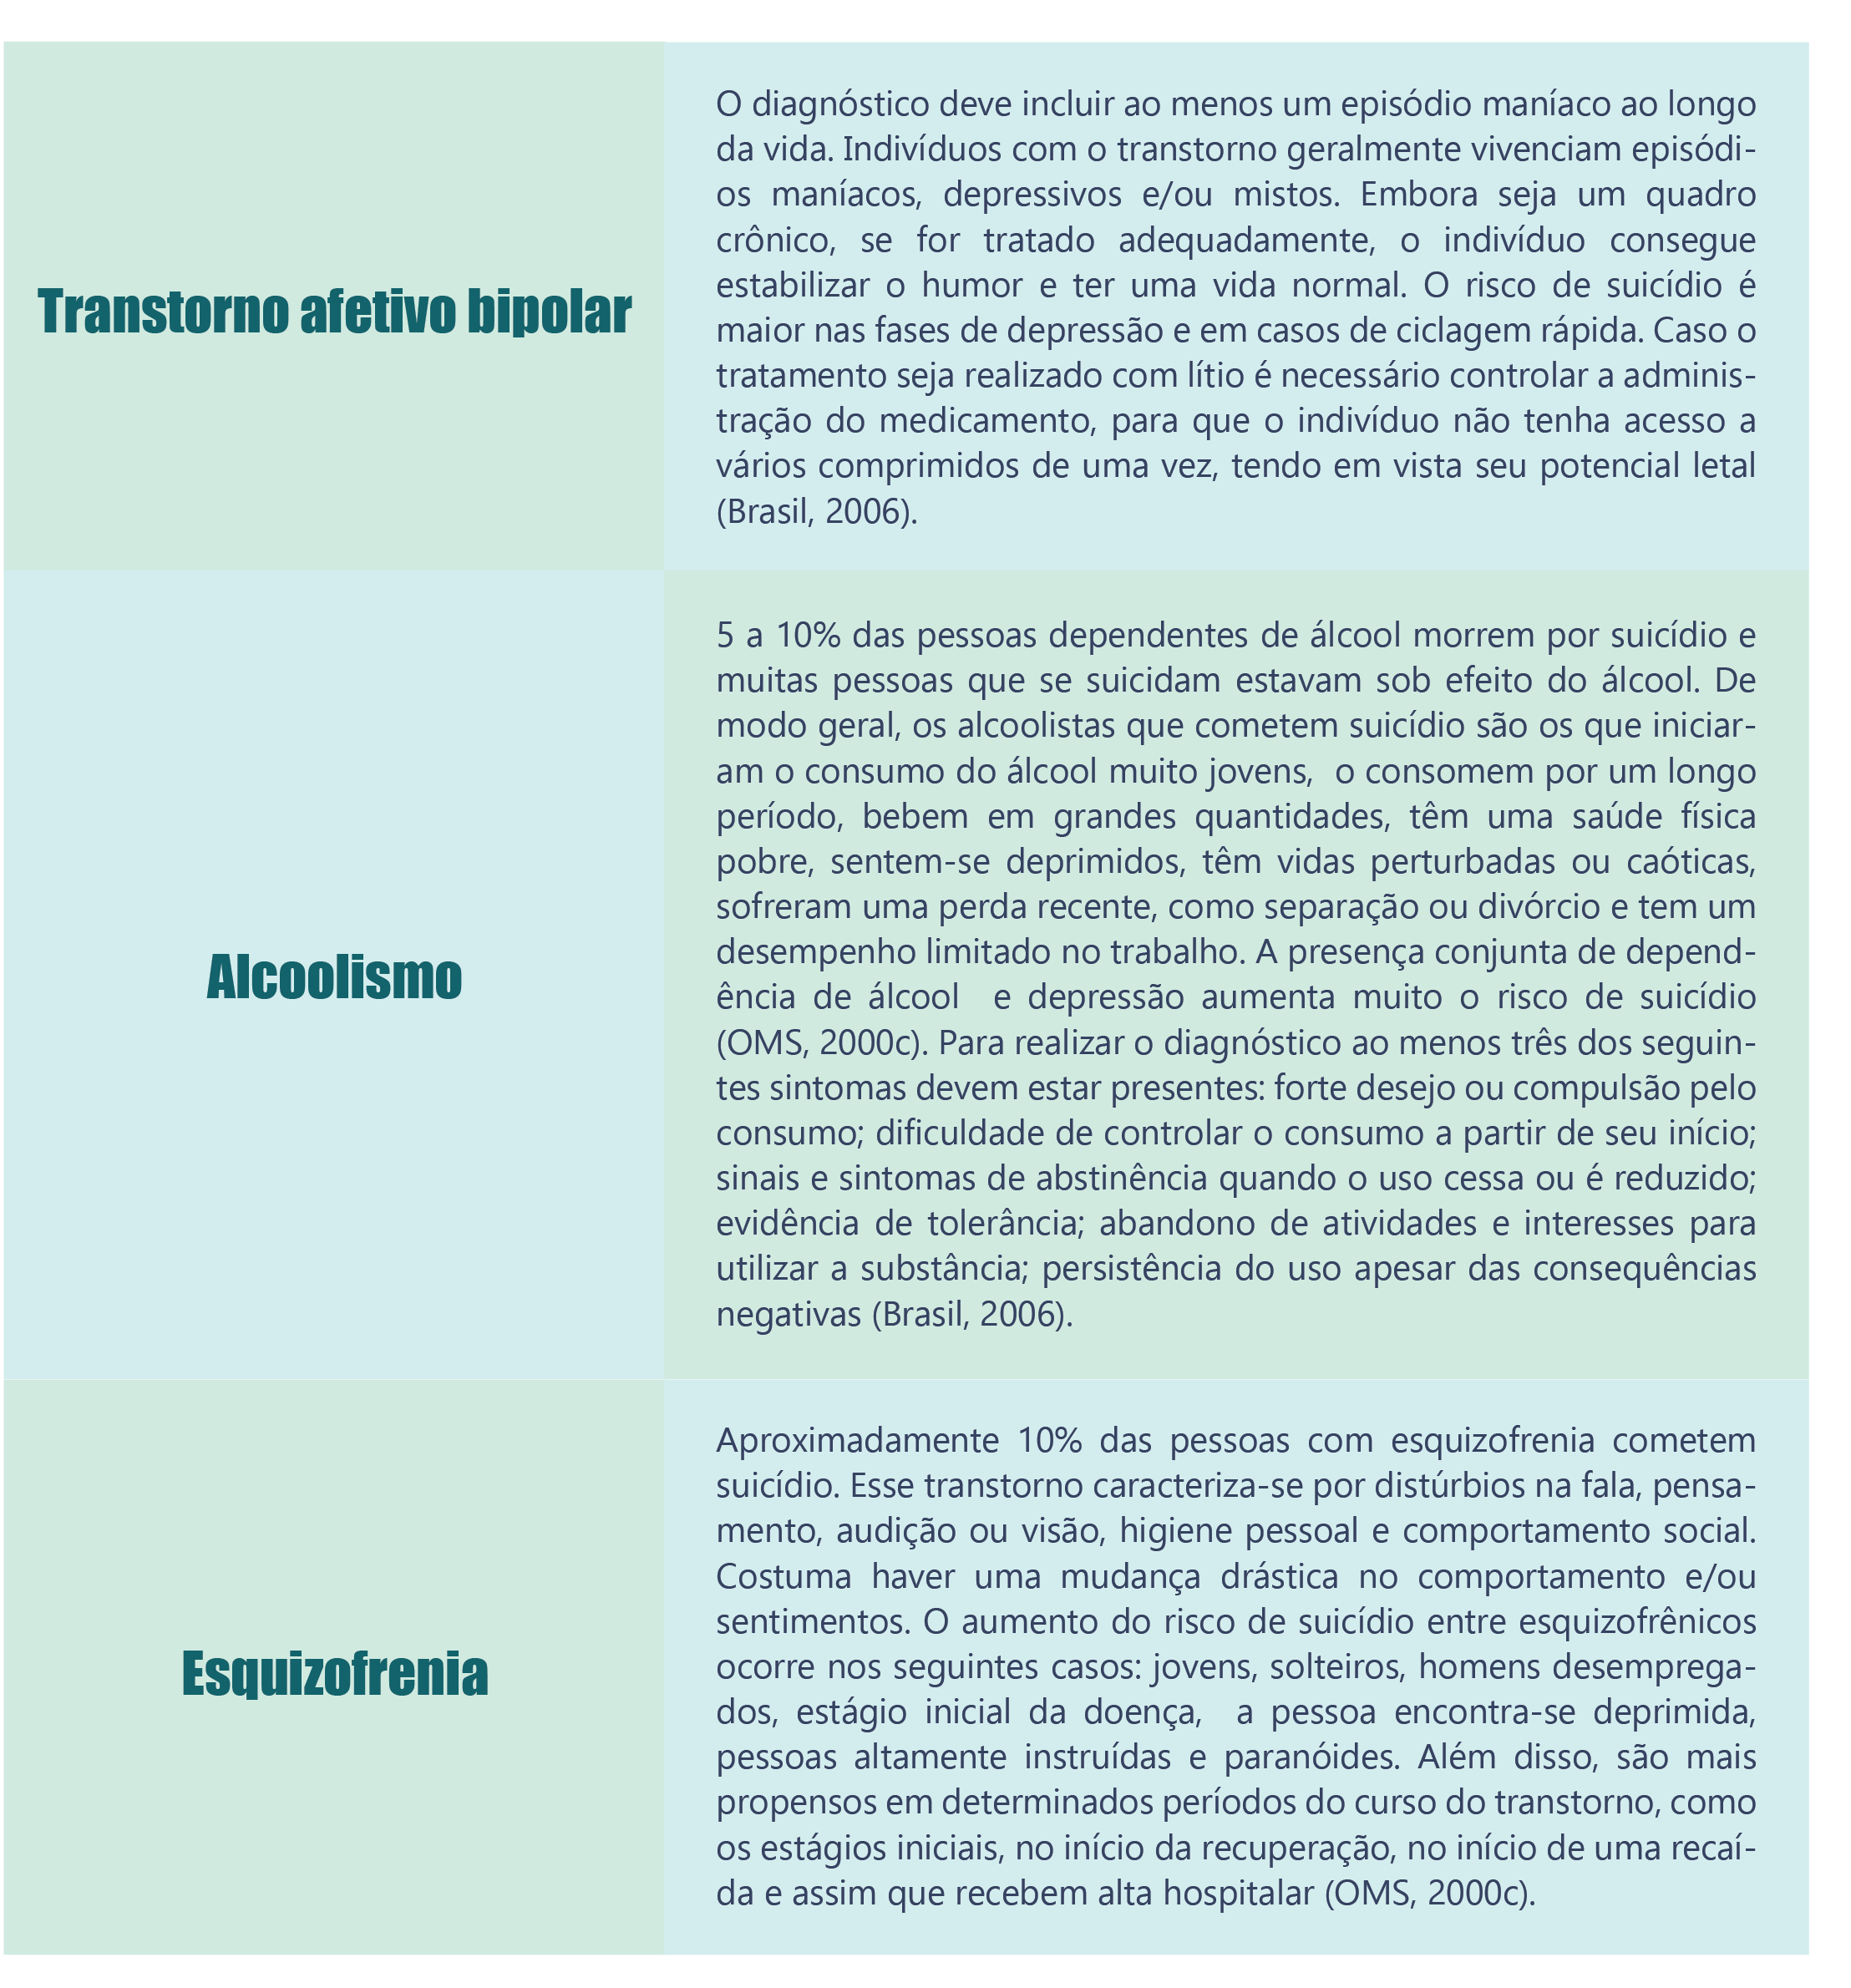 Transtorno afetivo bipolar
O diagnóstico deve incluir ao menos um episódio maníaco ao longo
da vida. Indivíduos com o transtorno geralmente vivenciam episódi-
os maníacos, depressivos e/ou mistos. Embora seja um quadro
crônico, se for tratado adequadamente, o indivíduo consegue
estabilizar o humor e ter uma vida normal. O risco de suicídio é
maior nas fases de depressão e em casos de ciclagem rápida. Caso o
tratamento seja realizado com lítio é necessário controlar a adminis-
tração do medicamento, para que o indivíduo não tenha acesso a
vários comprimidos de uma vez, tendo em vista seu potencial letal
(Brasil, 2006).
Alcoolismo
5 a 10% das pessoas dependentes de álcool morrem por suicídio e
muitas pessoas que se suicidam estavam sob efeito do álcool. De
modo geral, os alcoolistas que cometem suicídio são os que iniciar-
am o consumo do álcool muito jovens, o consomem por um longo
período, bebem em grandes quantidades, têm uma saúde física
pobre, sentem-se deprimidos, têm vidas perturbadas ou caóticas,
sofreram uma perda recente, como separação ou divórcio e tem um
desempenho limitado no trabalho. A presença conjunta de depend-
ência de álcool e depressão aumenta muito o risco de suicídio
(OMS, 2000c). Para realizar o diagnóstico ao menos três dos seguin-
tes sintomas devem estar presentes: forte desejo ou compulsão pelo
consumo; dificuldade de controlar o consumo a partir de seu início;
sinais e sintomas de abstinência quando o uso cessa ou é reduzido;
evidência de tolerância; abandono de atividades e interesses para
utilizar a substância; persistência do uso apesar das consequências
negativas (Brasil, 2006).
Esquizofrenia
Aproximadamente 10% das pessoas com esquizofrenia cometem
suicídio. Esse transtorno caracteriza-se por distúrbios na fala, pensa-
mento, audição ou visão, higiene pessoal e comportamento social.
Costuma haver uma mudança drástica no comportamento e/ou
sentimentos. O aumento do risco de suicídio entre esquizofrênicos
ocorre nos seguintes casos: jovens, solteiros, homens desemprega-
dos, estágio inicial da doença, a pessoa encontra-se deprimida,
pessoas altamente instruídas e paranóides. Além disso, são mais
propensos em determinados períodos do curso do transtorno, como
os estágios iniciais, no início da recuperação, no início de uma recaí-
da e assim que recebem alta hospitalar (OMS, 2000c).